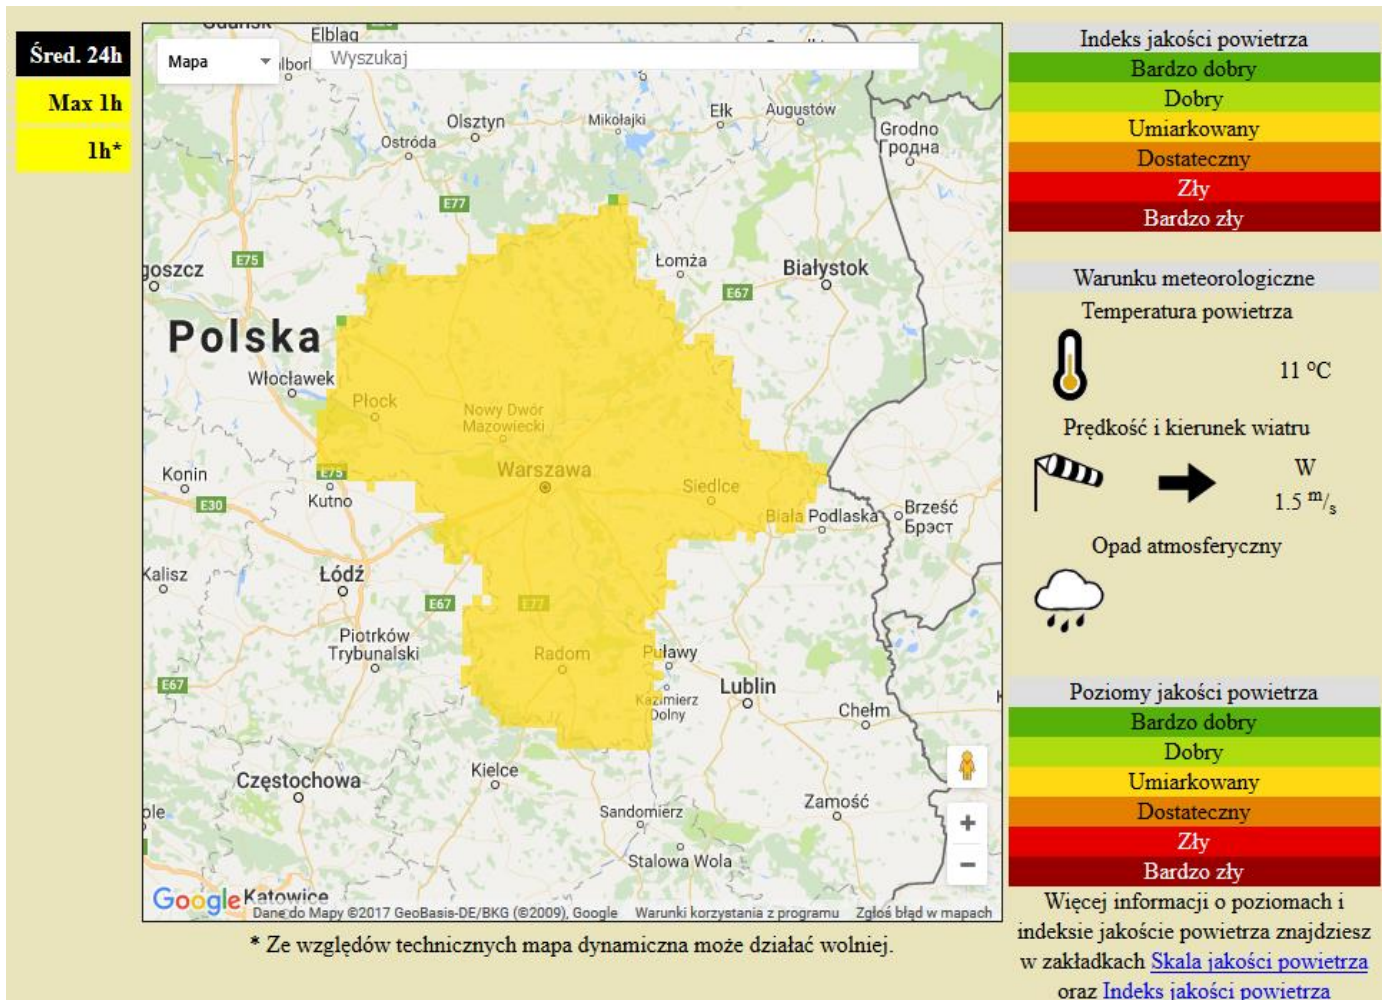 Śred. 24h
Max 1h
1h*
Mapa
Wyszukaj
Elbląg
Olsztyn
Ostróda
Mikołajki
Ełk
Augustów
Grodno
Гродна
E77
E75
Łomża
Białystok
E67
Polska
Włocławek
Płock
Nowy Dwór
Mazowiecki
Konin
E75
Warszawa
Siedlce
E30
Kutno
Biała Podlaska
Brześć
Брэст
Kalisz
Łódź
E67
E77
Piotrków
Trybunalski
Radom
Puławy
E67
Kazimierz
Dolny
Lublin
Chełm
Częstochowa
Kielce
Sandomierz
Zamość
Stalowa Wola
Google
Katowice
Dane do Mapy ©2017 GeoBasis-DE/BKG (©2009), Google
Warunki korzystania z programu
Zgłoś błąd w mapach
* Ze względów technicznych mapa dynamiczna może działać wolniej.
Indeks jakości powietrza
Bardzo dobry
Dobry
Umiarkowany
Dostateczny
Zły
Bardzo zły
Warunku meteorologiczne
Temperatura powietrza
11 °C
Prędkość i kierunek wiatru
W
1.5 m/s
Opad atmosferyczny
Poziomy jakości powietrza
Bardzo dobry
Dobry
Umiarkowany
Dostateczny
Zły
Bardzo zły
Więcej informacji o poziomach i
indeksie jakoście powietrza znajdziesz
w zakładkach Skala jakości powietrza
oraz Indeks jakości powietrza